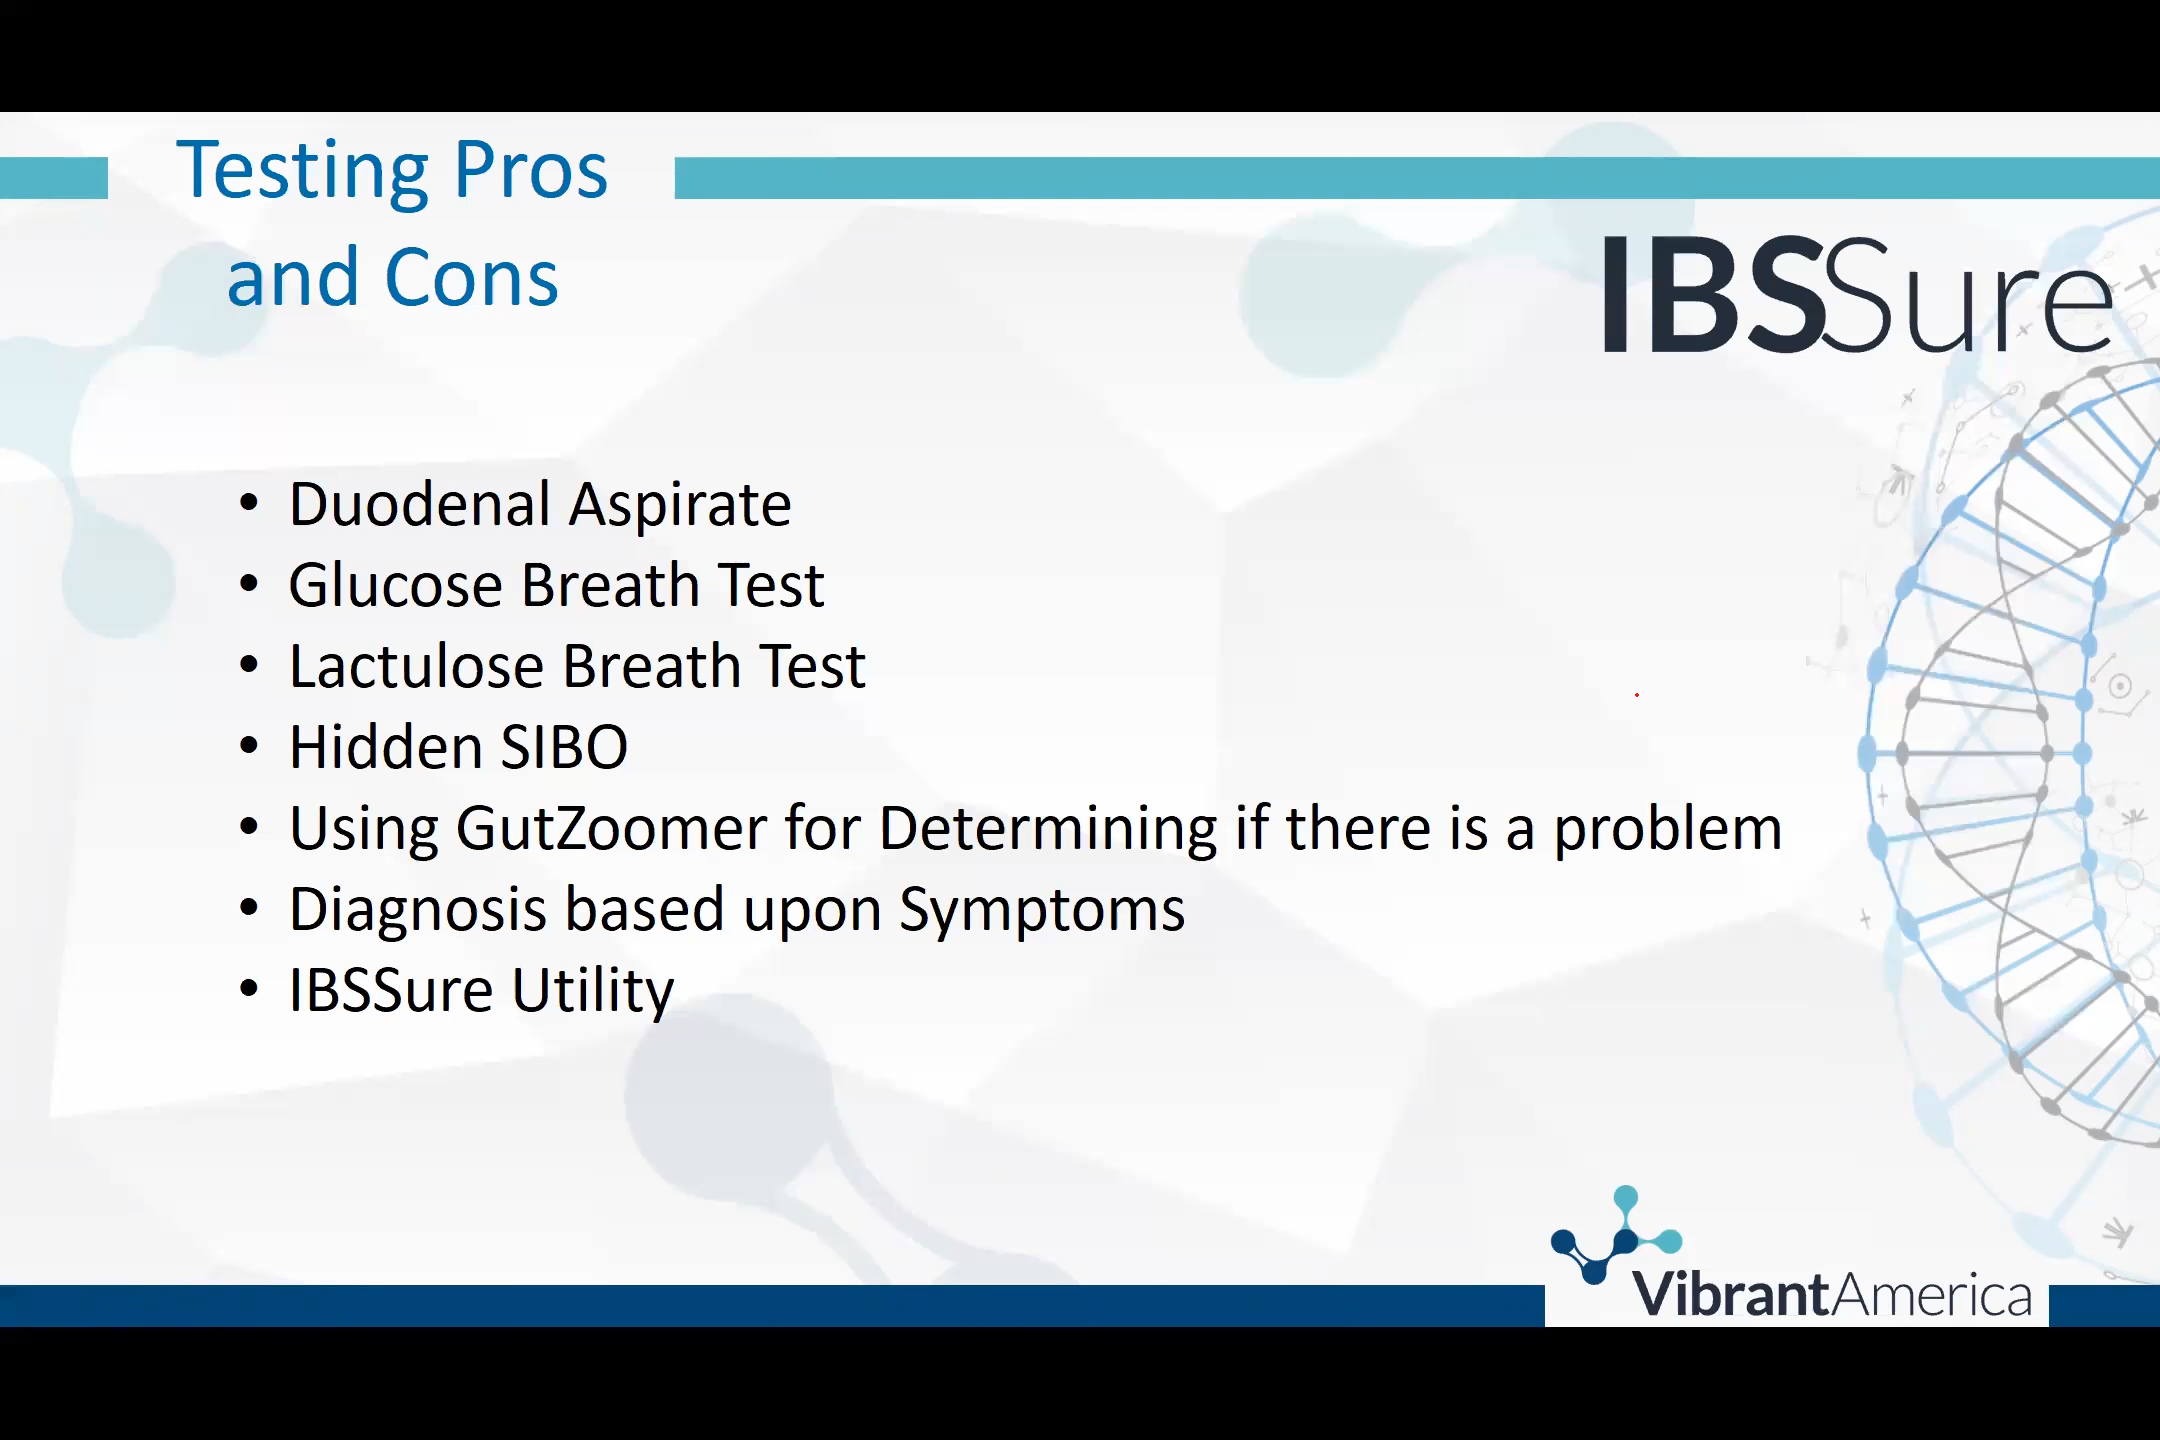 Testing Pros
and Cons
IBSSure
• Duodenal Aspirate
• Glucose Breath Test
• Lactulose Breath Test
• Hidden SIBO
• Using GutZoomer for Determining if there is a problem
• Diagnosis based upon Symptoms
• IBSSure Utility
VibrantAmerica